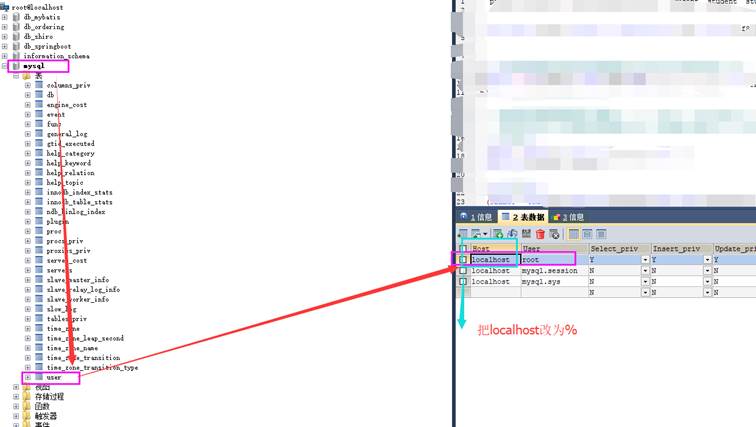 root@localhost
db_mybatis
db_ordering
db_shiro
db_springboot
information_schema
mysql
表
columns_priv
db
engine_cost
event
func
general_log
gtid_executed
help_category
help_keyword
help_relation
help_topic
innodb_index_stats
innodb_table_stats
ndb_binlog_index
plugin
proc
procs_priv
proxies_priv
server_cost
servers
slave_master_info
slave_relay_log_info
slave_worker_info
slow_log
tables_priv
time_zone
time_zone_leap_second
time_zone_name
time_zone_transition
time_zone_transition_type
user
视图
存储过程
函数
触发器
事件
23
1 信息 2 表数据 3 信息
Host User Select_priv Insert_priv Update_pri
localhost root Y Y Y
localhost mysql.session N N N
localhost mysql.sys N N N
N N N
把localhost改为%